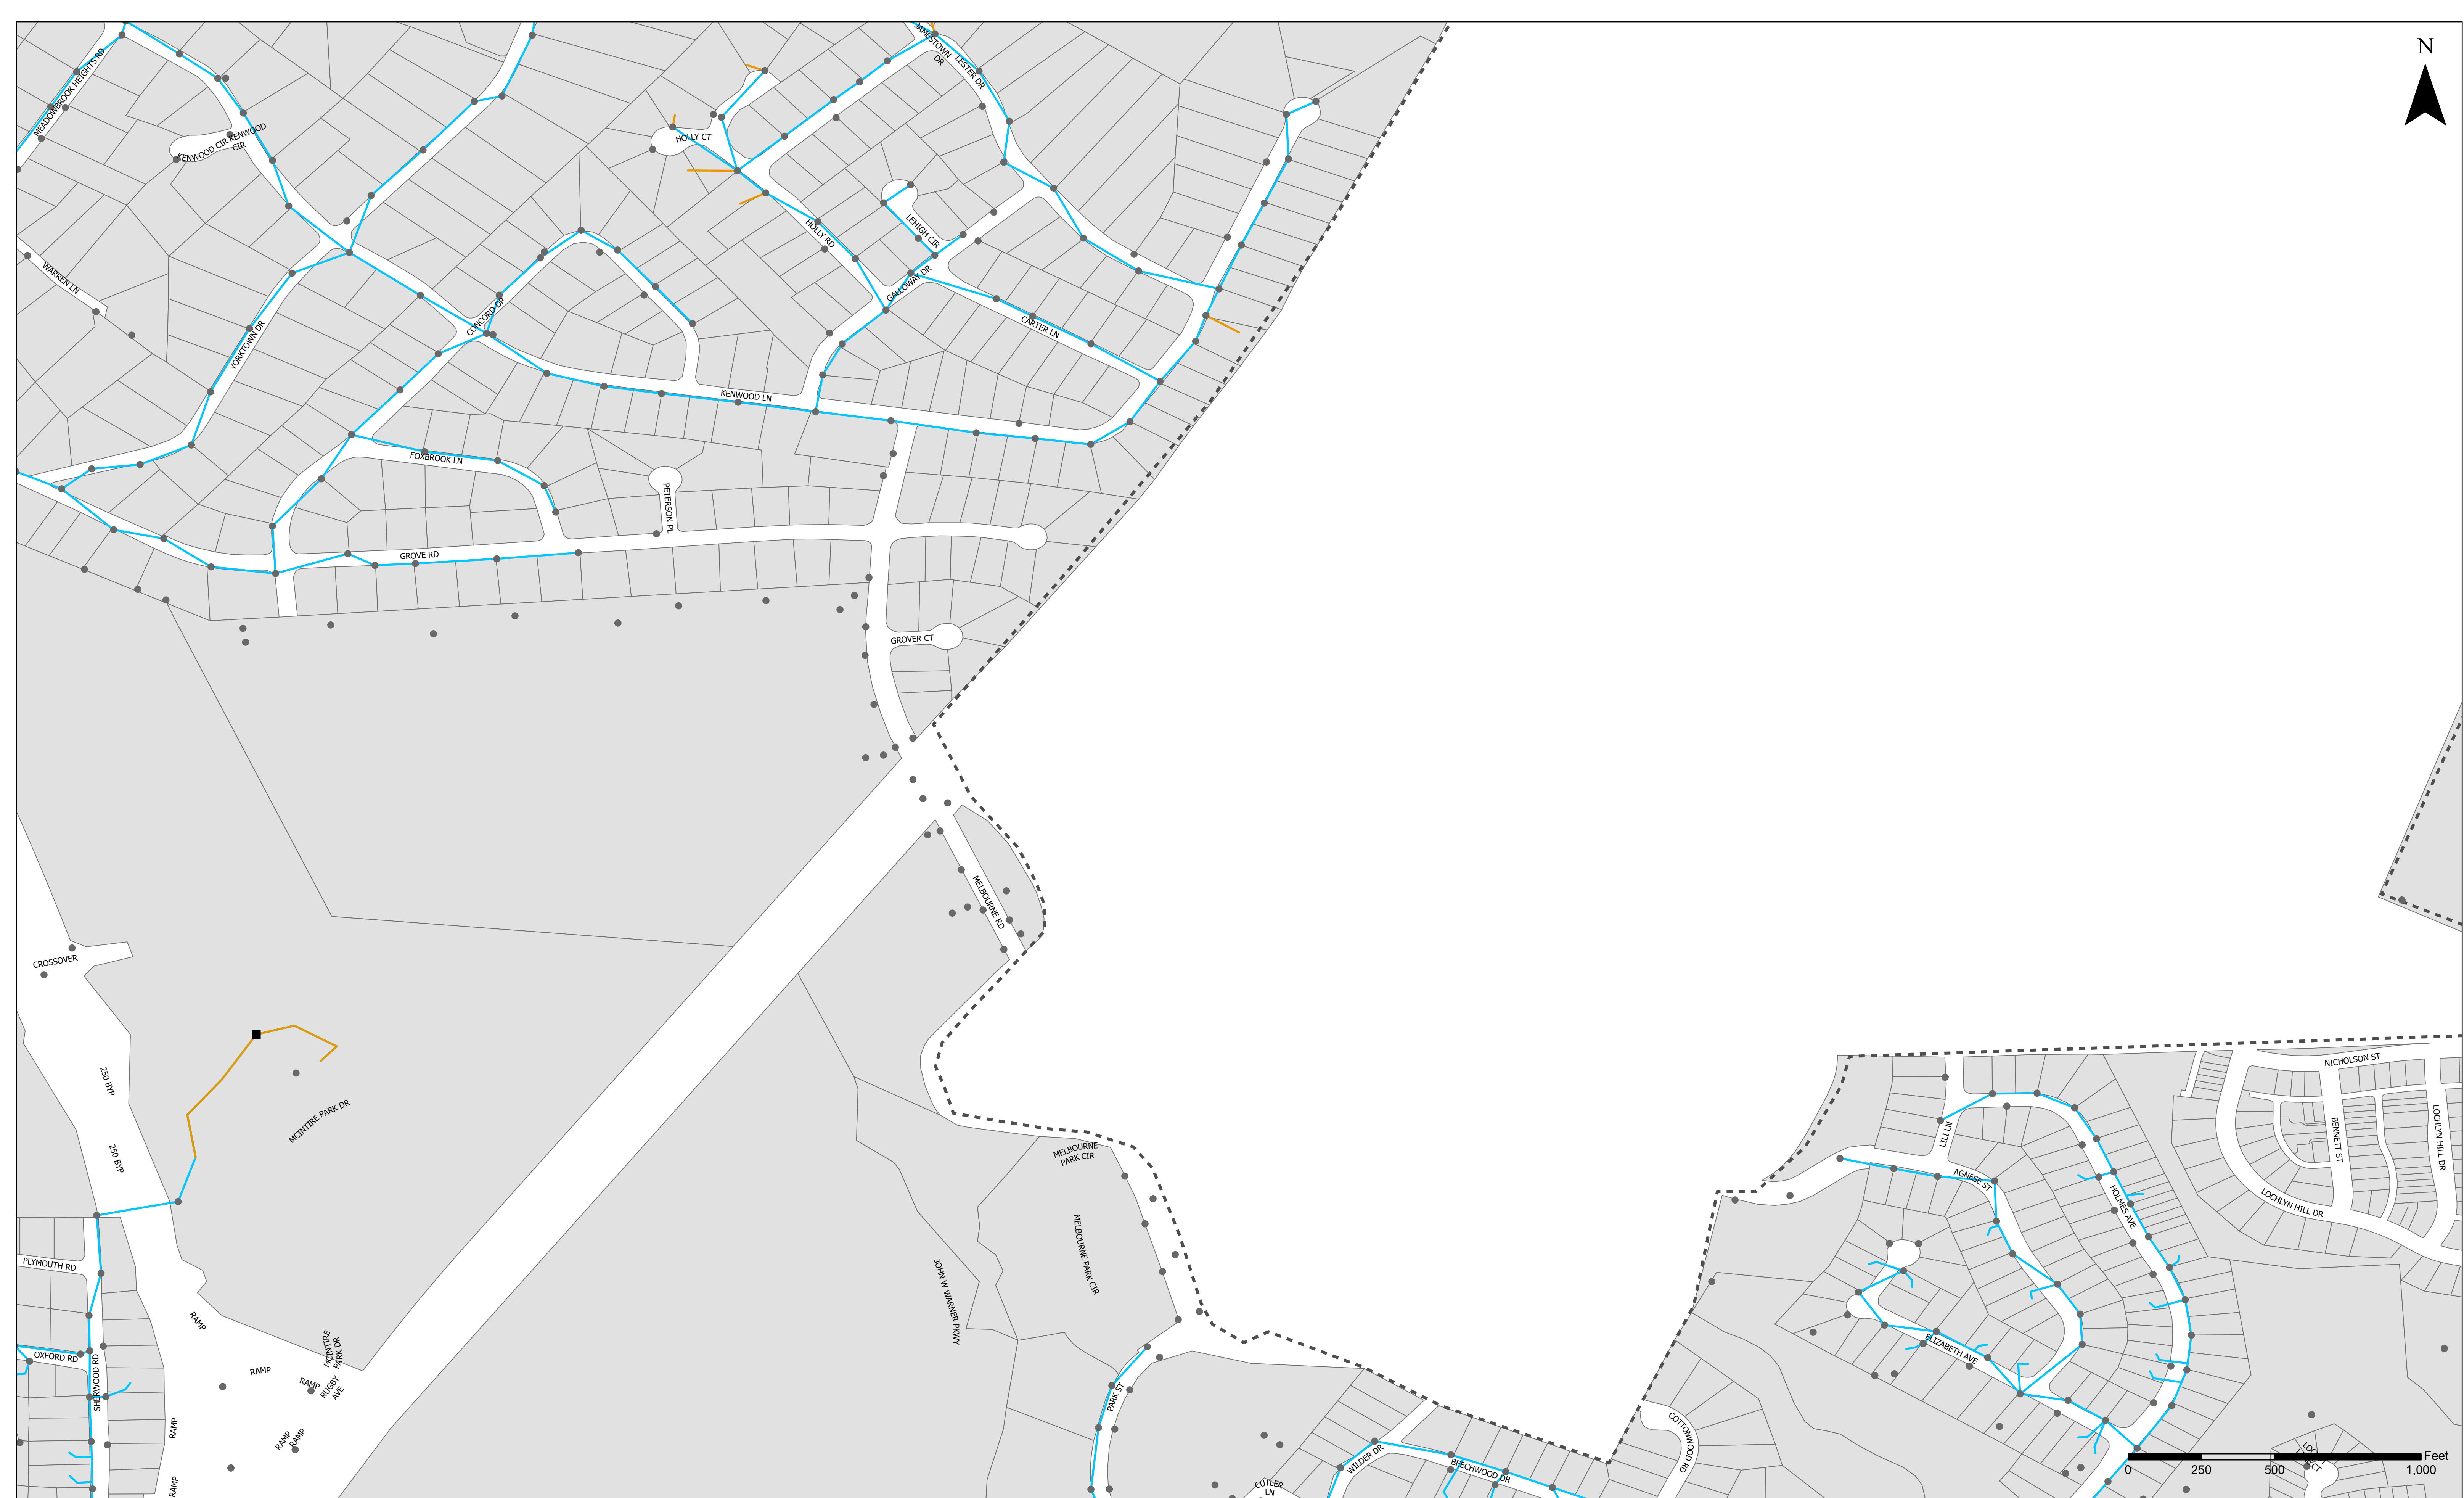 N
JAMESTOWN
DR
LESTER DR
MEADOWBROOK HEIGHTS RD
HOLLY CT
KENWOOD CIR
KENWOOD
CIR
LEHIGH CIR
HOLLY RD
WARREN LN
GALLOWAY DR
CONCORD DR
CARTER LN
YORKTOWN DR
KENWOOD LN
FOXBROOK LN
PETERSON PL
GROVE RD
GROVER CT
MELBOURNE RD
CROSSOVER
250 BYP
MCINTIRE PARK DR
250 BYP
MELBOURNE
PARK CIR
NICHOLSON ST
BENNETT ST
LOCHLYN HILL DR
LILI LN
AGNESE ST
HOLMES AVE
LOCHLYN HILL DR
MELBOURNE PARK CIR
PLYMOUTH RD
JOHN W WARNER PKWY
RAMP
MCINTIRE
PARK DR
ELIZABETH AVE
OXFORD RD
SHERWOOD RD
RAMP
RAMP
RUGBY
AVE
PARK ST
RAMP
RAMP
RAMP
COTTONWOOD RD
WILDER DR
BEECHWOOD DR
RAMP
CUTLER
LN
CT
Feet
0
250
500
1,000